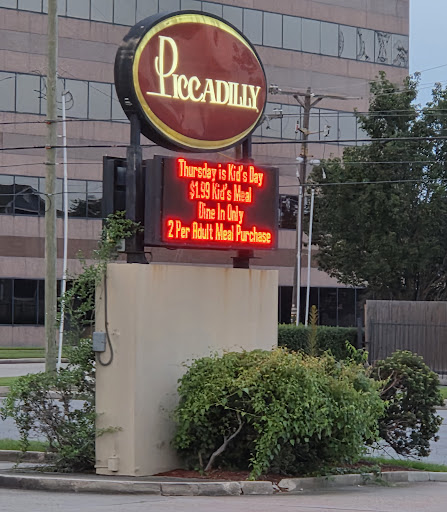 PICCADILLY
Thursday is Kid's Day
$1.99 Kid's Meal
Dine In Only
2 Per Adult Meal Purchase